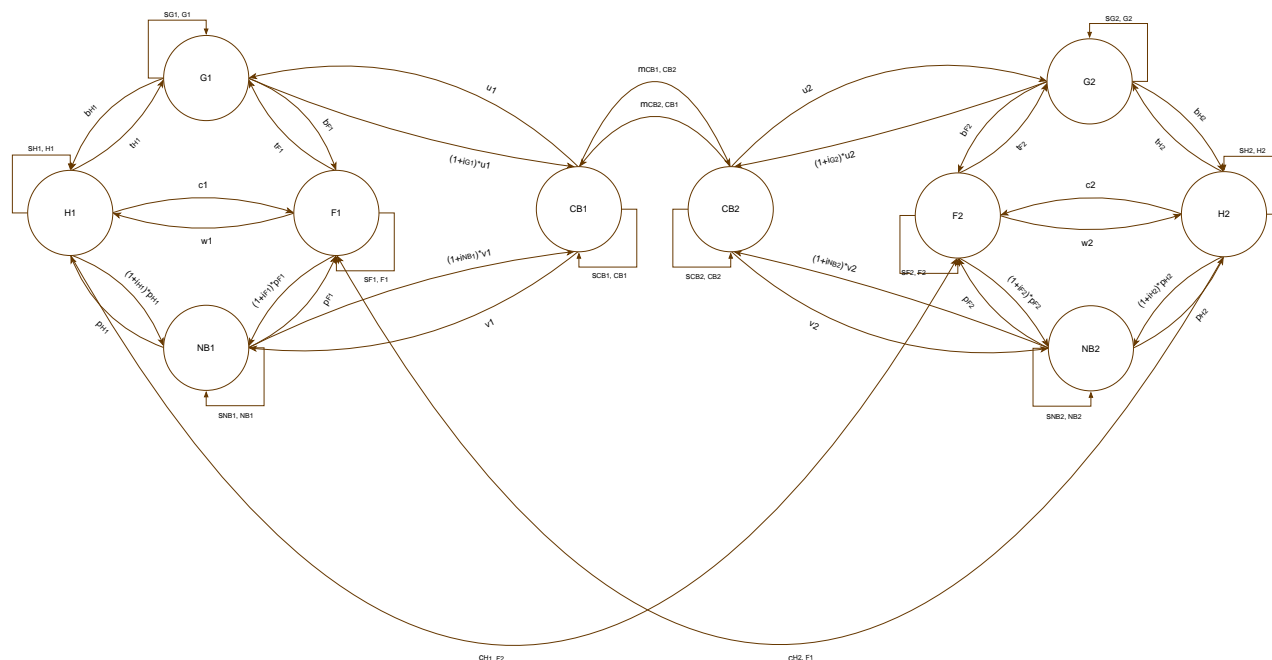 SG1, G1
SG2, G2
G1
G2
mCB1, CB2
mCB2, CB1
u1
u2
bH1
tH1
bF1
tF1
bF2
tF2
bH2
tH2
(1+iG1)*u1
(1+iG2)*u2
SH1, H1
SH2, H2
c1
c2
H1
F1
CB1
CB2
F2
H2
w1
w2
(1+iNB1)*v1
(1+iNB2)*v2
SF1, F1
SCB1, CB1
SCB2, CB2
SF2, F2
(1+iH1)*pH1
(1+iF1)*pF1
pF1
pF2
(1+iF2)*pF2
(1+iH2)*pH2
pH1
v1
v2
pH2
NB1
NB2
SNB1, NB1
SNB2, NB2
cH1, F2
cH2, F1